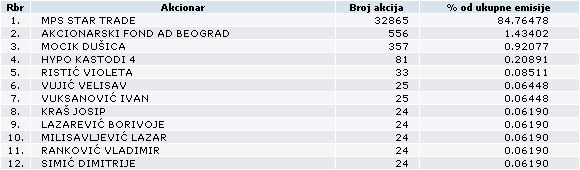 Rbr Akcionar Broj akcija % od ukupne emisije
1. MPS STAR TRADE 32865 84.76478
2. AKCIONARSKI FOND AD BEOGRAD 556 1.43402
3. MOCIK DUŠICA 357 0.92077
4. HYPO KASTODI 4 81 0.20891
5. RISTIĆ VIOLETA 33 0.08511
6. VUJIĆ VELISAV 25 0.06448
7. VUKSANOVIĆ IVAN 25 0.06448
8. KRAŠ JOSIP 24 0.06190
9. LAZAREVIĆ BORIVOJE 24 0.06190
10. MILISAVLJEVIĆ LAZAR 24 0.06190
11. RANKOVIĆ VLADIMIR 24 0.06190
12. SIMIĆ DIMITRIJE 24 0.06190